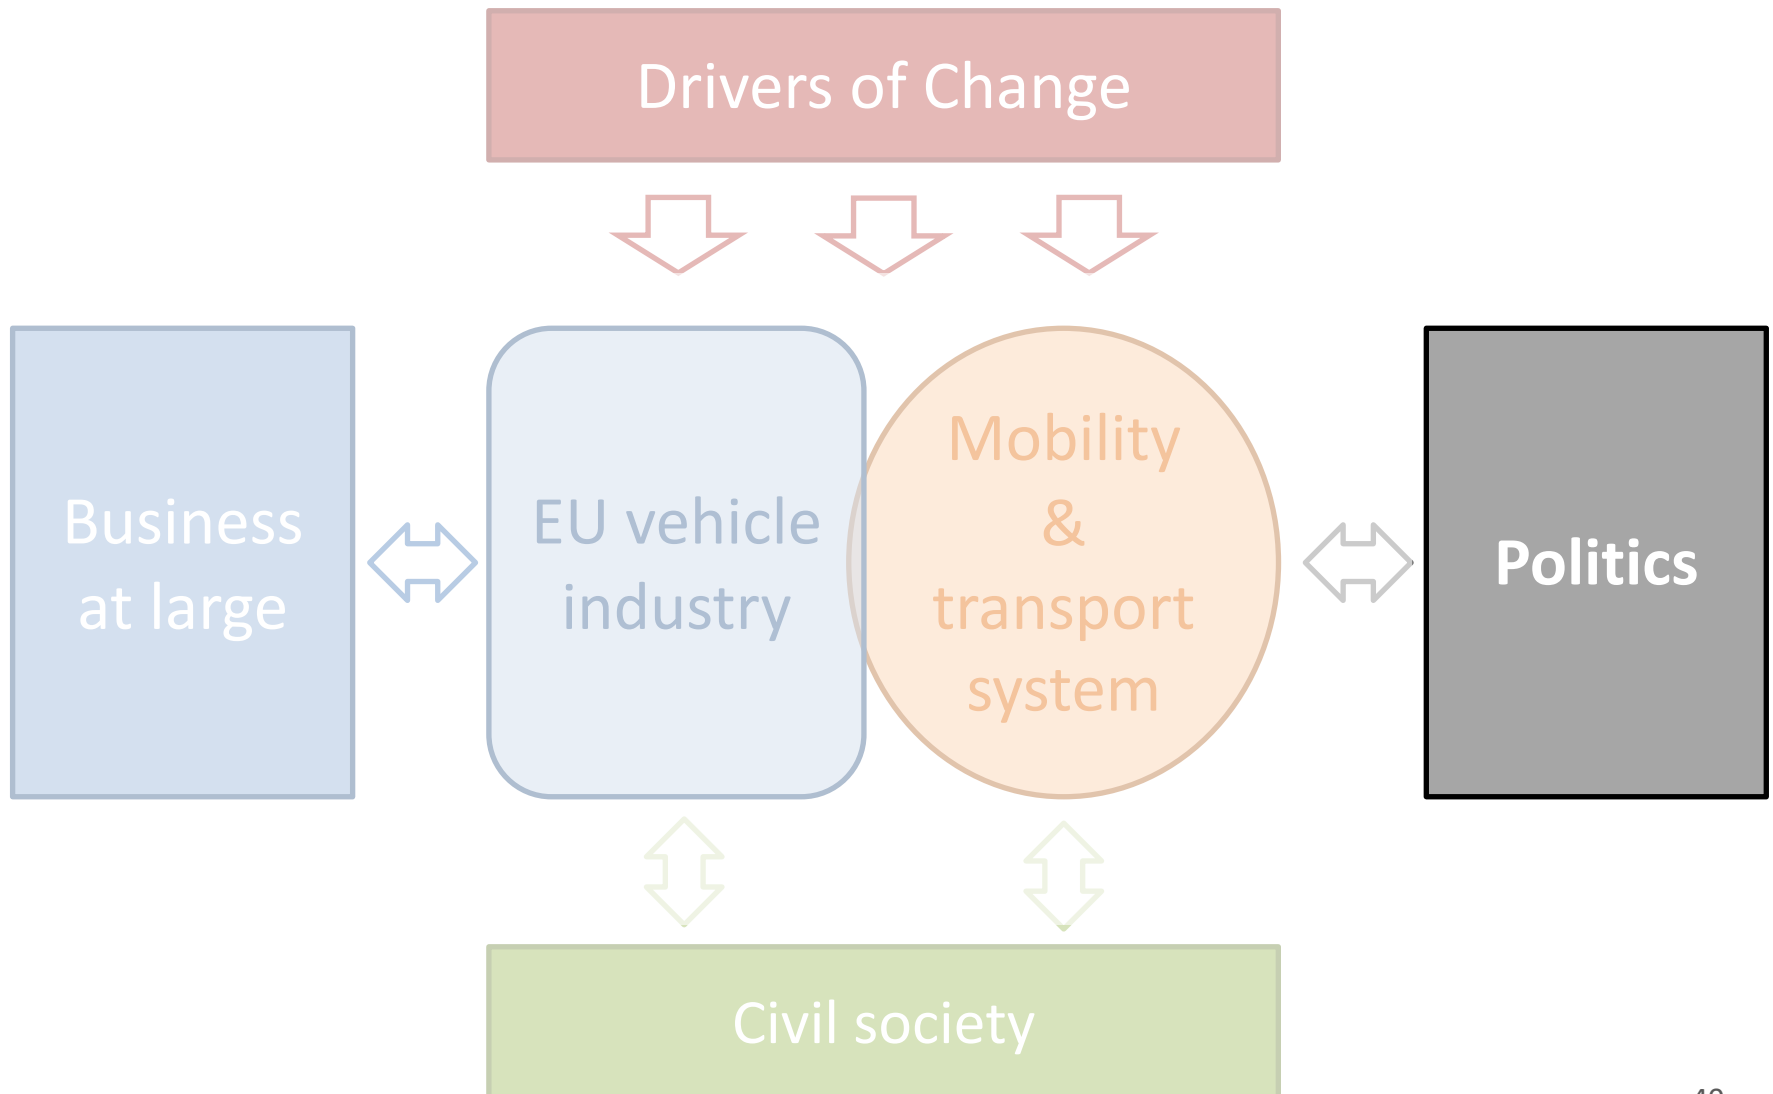 Drivers of Change
Business
at large
EU vehicle
industry
Mobility
&
transport
system
Politics
Civil society